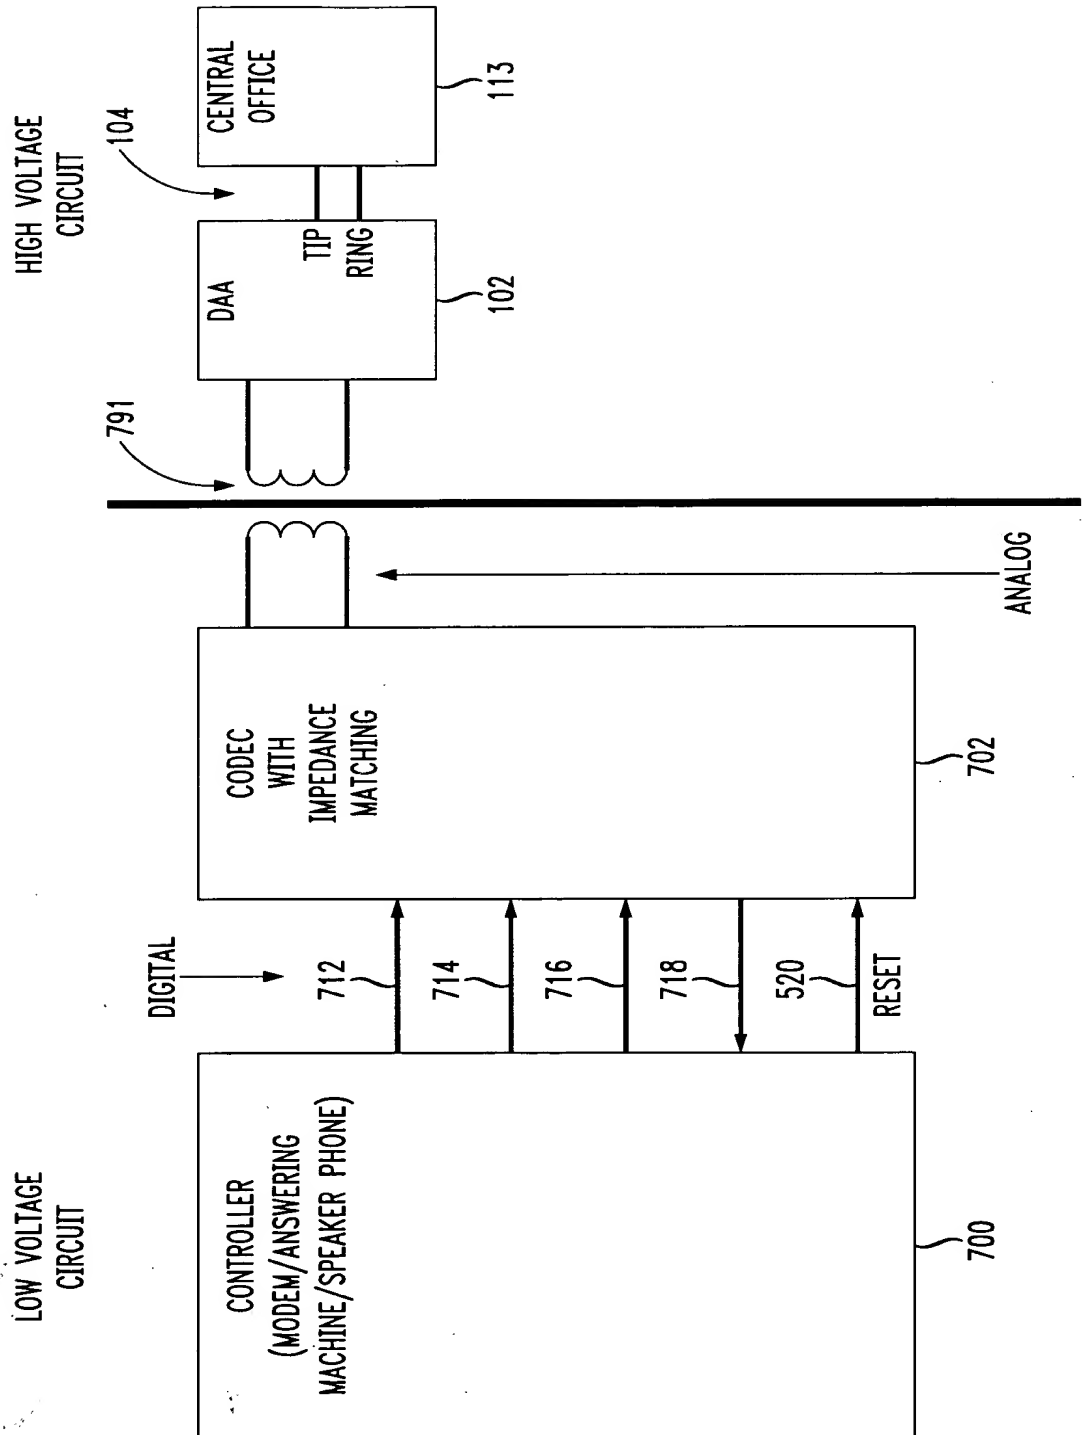 LOW VOLTAGE
CIRCUIT
HIGH VOLTAGE
CIRCUIT
CONTROLLER
(MODEM/ANSWERING
MACHINE/SPEAKER PHONE)
700
DIGITAL
712
714
716
718
520
RESET
CODEC
WITH
IMPEDANCE
MATCHING
702
ANALOG
791
DAA
TIP
RING
102
104
CENTRAL
OFFICE
113